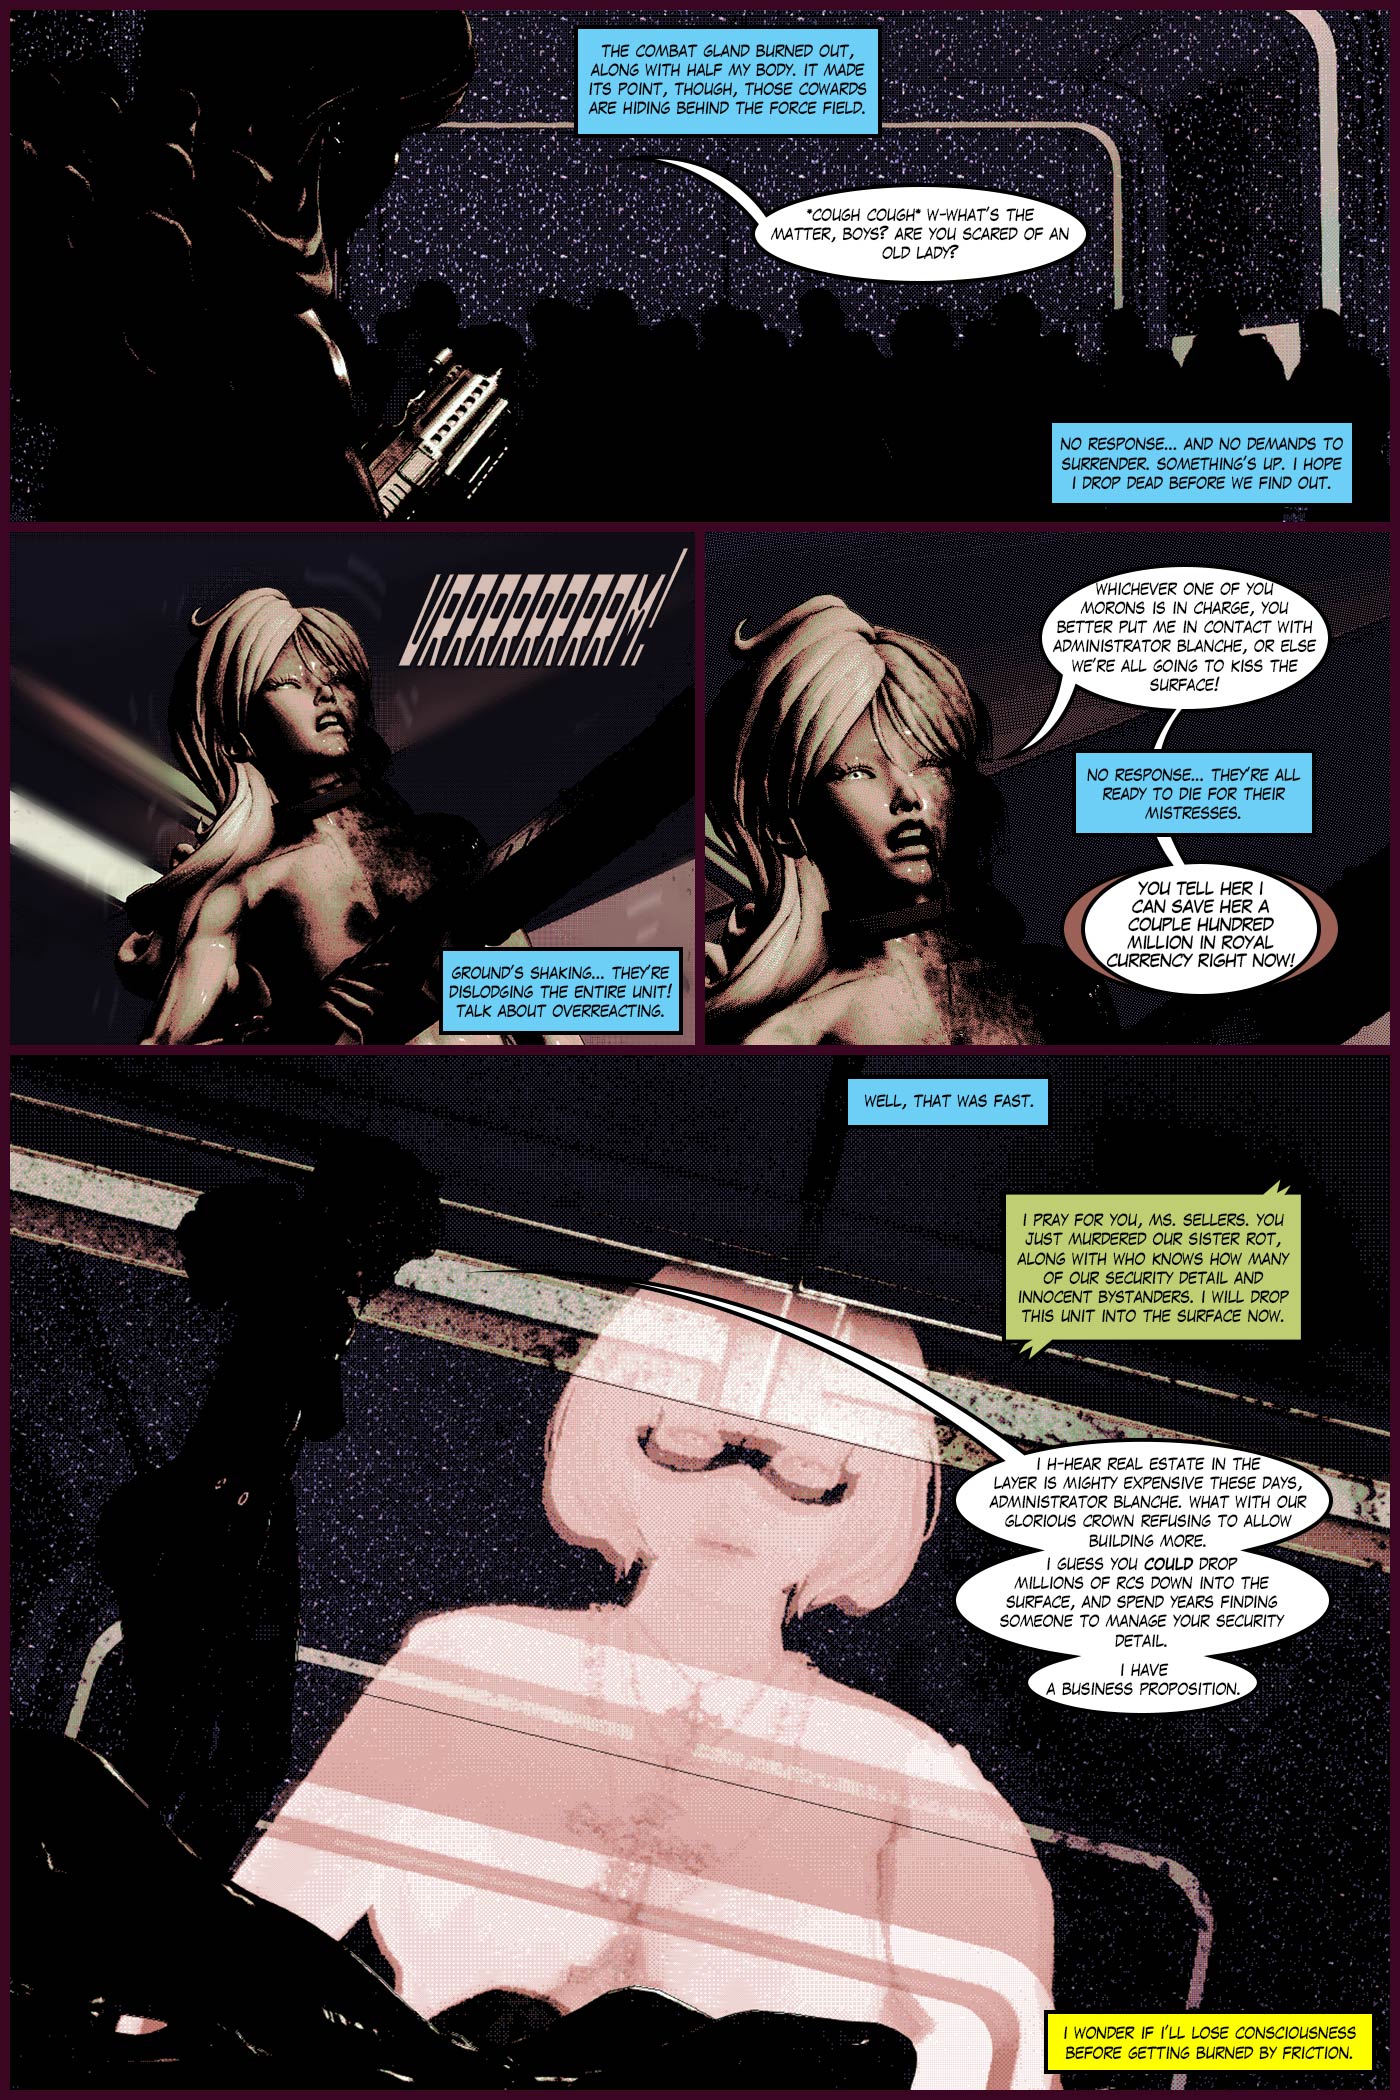 THE COMBAT GLAND BURNED OUT,
ALONG WITH HALF MY BODY. IT MADE
ITS POINT, THOUGH, THOSE COWARDS
ARE HIDING BEHIND THE FORCE FIELD.
*COUGH COUGH* W-WHAT'S THE
MATTER, BOYS? ARE YOU SCARED OF AN
OLD LADY?
NO RESPONSE... AND NO DEMANDS TO
SURRENDER. SOMETHING'S UP. I HOPE
I DROP DEAD BEFORE WE FIND OUT.
URRRRRRRRRM!
GROUND'S SHAKING... THEY'RE
DISLODGING THE ENTIRE UNIT!
TALK ABOUT OVERREACTING.
WHICHEVER ONE OF YOU
MORONS IS IN CHARGE, YOU
BETTER PUT ME IN CONTACT WITH
ADMINISTRATOR BLANCHE, OR ELSE
WE'RE ALL GOING TO KISS THE
SURFACE!
NO RESPONSE... THEY'RE ALL
READY TO DIE FOR THEIR
MISTRESSES.
YOU TELL HER I
CAN SAVE HER A
COUPLE HUNDRED
MILLION IN ROYAL
CURRENCY RIGHT NOW!
WELL, THAT WAS FAST.
I PRAY FOR YOU, MS. SELLERS. YOU
JUST MURDERED OUR SISTER ROT,
ALONG WITH WHO KNOWS HOW MANY
OF OUR SECURITY DETAIL AND
INNOCENT BYSTANDERS. I WILL DROP
THIS UNIT INTO THE SURFACE NOW.
I H-HEAR REAL ESTATE IN THE
LAYER IS MIGHTY EXPENSIVE THESE DAYS,
ADMINISTRATOR BLANCHE. WHAT WITH OUR
GLORIOUS CROWN REFUSING TO ALLOW
BUILDING MORE.
I GUESS YOU COULD DROP
MILLIONS OF RCS DOWN INTO THE
SURFACE, AND SPEND YEARS FINDING
SOMEONE TO MANAGE YOUR SECURITY
DETAIL.
I HAVE
A BUSINESS PROPOSITION.
I WONDER IF I'LL LOSE CONSCIOUSNESS
BEFORE GETTING BURNED BY FRICTION.